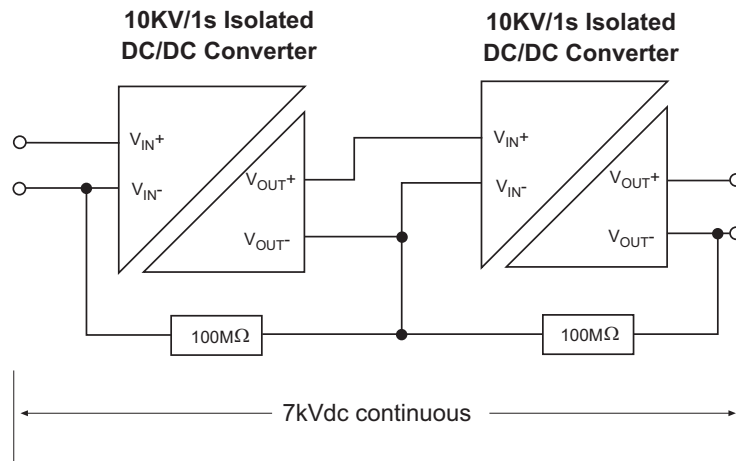 10KV/1s Isolated
DC/DC Converter
10KV/1s Isolated
DC/DC Converter
VIN+
VIN-
VOUT+
VOUT-
VIN+
VIN-
VOUT+
VOUT-
100MΩ
100MΩ
7kVdc continuous